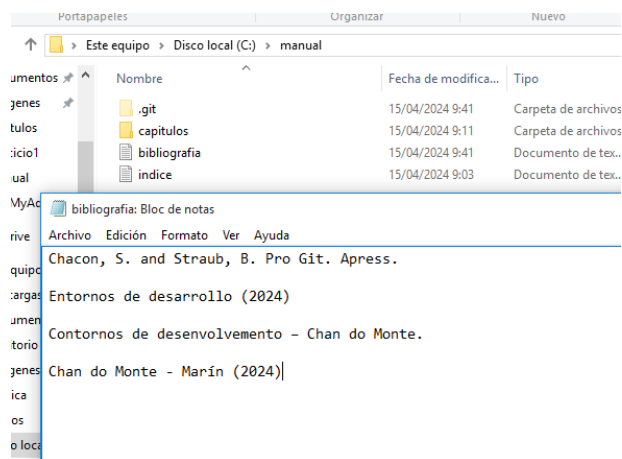 Portapapeles Organizar Nuevo
Este equipo > Disco local (C:) > manual
umentos Nombre Fecha de modifica... Tipo
genes .git 15/04/2024 9:41 Carpeta de archivos
tulos capitulos 15/04/2024 9:11 Carpeta de archivos
cicio1 bibliografia 15/04/2024 9:41 Documento de tex...
ual indice 15/04/2024 9:03 Documento de tex...
MyAc bibliografia: Bloc de notas
rive Archivo Edición Formato Ver Ayuda
Chacon, S. and Straub, B. Pro Git. Apress.
equipo
cargas Entornos de desarrollo (2024)
umen
torio Contornos de desenvolvemento – Chan do Monte.
genes Chan do Monte - Marín (2024)
ica
os
o loca